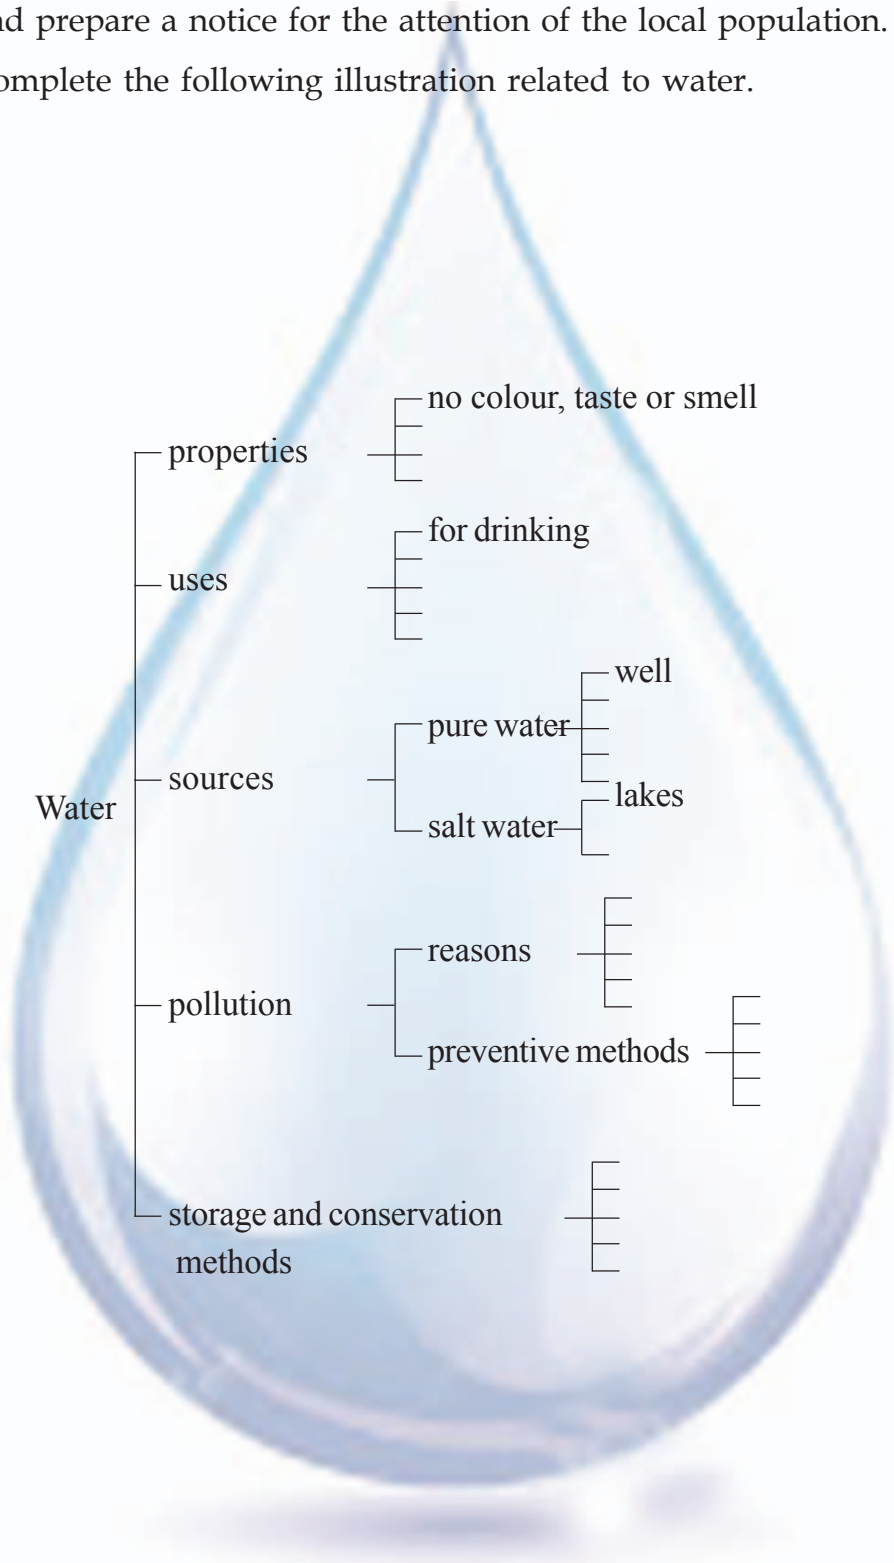 nd prepare a notice for the attention of the local population.
omplete the following illustration related to water.
no colour, taste or smell
properties
for drinking
uses
well
pure water
sources
lakes
Water
salt water
reasons
pollution
preventive methods
storage and conservation
methods